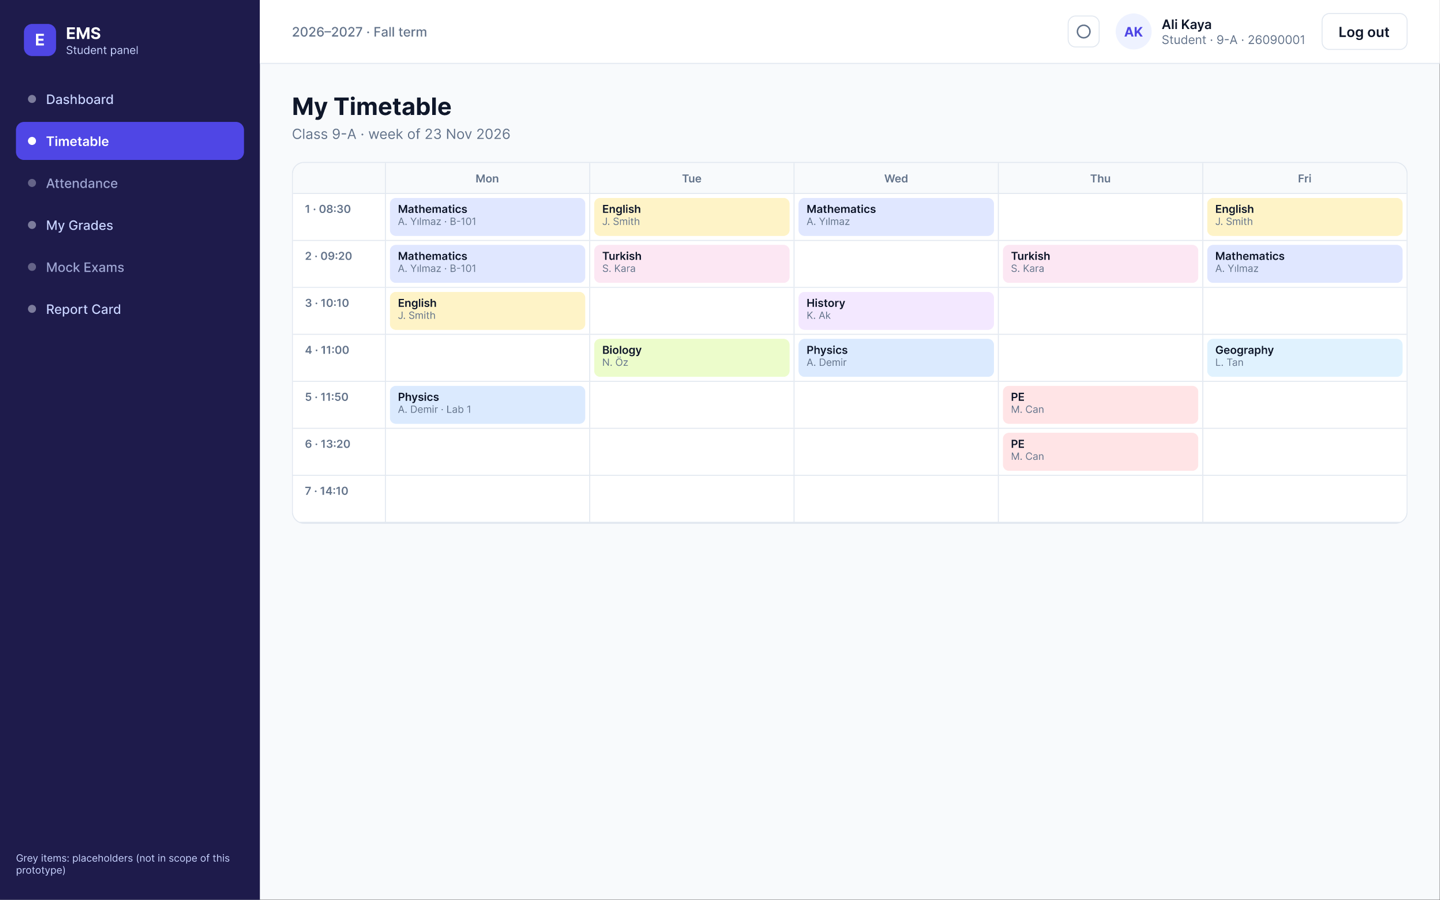 E
EMS
Student panel
Dashboard
Timetable
Attendance
My Grades
Mock Exams
Report Card
Grey items: placeholders (not in scope of this
prototype)
2026–2027 · Fall term
AK
Ali Kaya
Student · 9-A · 26090001
Log out
My Timetable
Class 9-A · week of 23 Nov 2026
Mon Tue Wed Thu Fri
1 · 08:30 Mathematics English Mathematics English
A. Yılmaz · B-101 J. Smith A. Yılmaz J. Smith
2 · 09:20 Mathematics Turkish Turkish Mathematics
A. Yılmaz · B-101 S. Kara S. Kara A. Yılmaz
3 · 10:10 English History
J. Smith K. Ak
4 · 11:00 Biology Physics Geography
N. Öz A. Demir L. Tan
5 · 11:50 Physics PE
A. Demir · Lab 1 M. Can
6 · 13:20 PE
M. Can
7 · 14:10